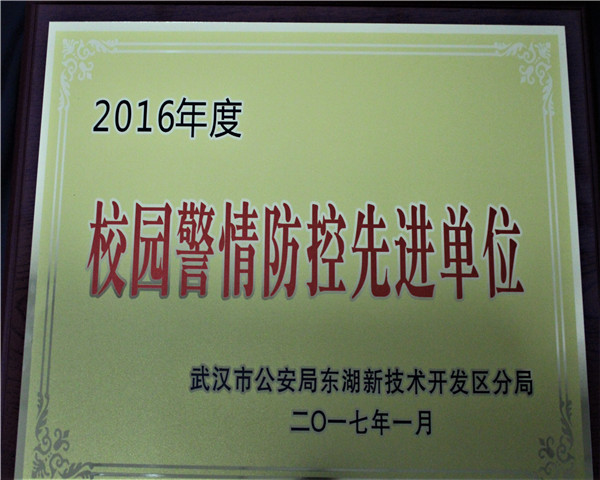 2016年度
校园警情防控先进单位
武汉市公安局东湖新技术开发区分局
二〇一七年一月